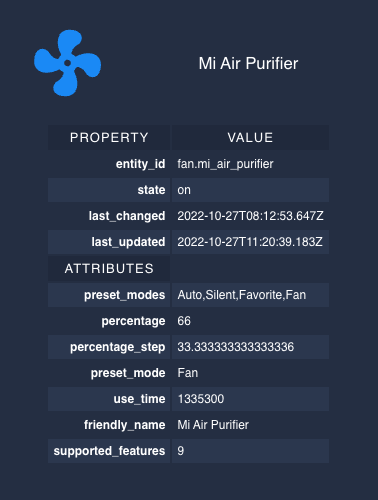 Mi Air Purifier
PROPERTY VALUE
entity_id fan.mi_air_purifier
state on
last_changed 2022-10-27T08:12:53.647Z
last_updated 2022-10-27T11:20:39.183Z
ATTRIBUTES
preset_modes Auto,Silent,Favorite,Fan
percentage 66
percentage_step 33.333333333333336
preset_mode Fan
use_time 1335300
friendly_name Mi Air Purifier
supported_features 9